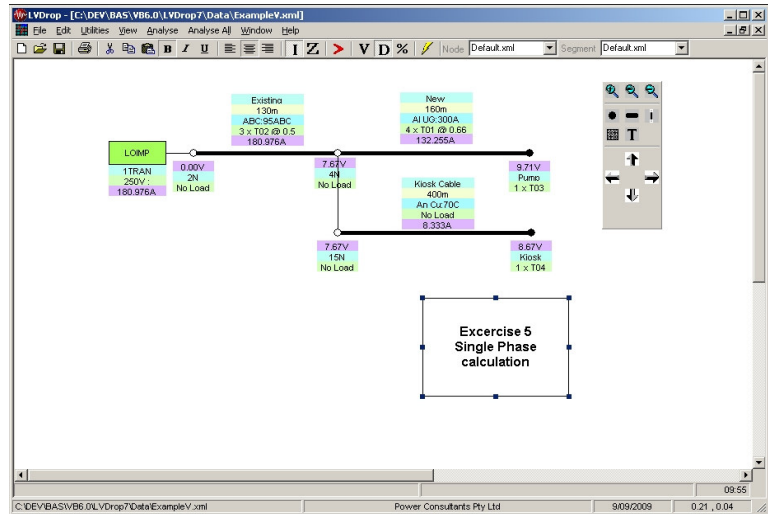 LVDrop - [C:\DEV\BAS\VB6.0\LVDrop7\Data\ExampleV.xml]
File Edit Utilities View Analyse Analyse All Window Help
B I U I Z > V D % Node Default.xml Segment Default.xml
Existing
130m
ABC:95ABC
3 x T02 @ 0.5
180.976A
New
160m
Al UG:300A
4 x T01 @ 0.66
132.255A
LOIMP
1TRAN
250V :
180.976A
0.00V
2N
No Load
7.67V
4N
No Load
9.71V
Pump
1 x T03
Kiosk Cable
400m
An Cu:70C
No Load
8.333A
7.67V
15N
No Load
8.67V
Kiosk
1 x T04
T
Excercise 5
Single Phase
calculation
09:55
C:\DEV\BAS\VB6.0\LVDrop7\Data\ExampleV.xml Power Consultants Pty Ltd 9/09/2009 0.21 , 0.04